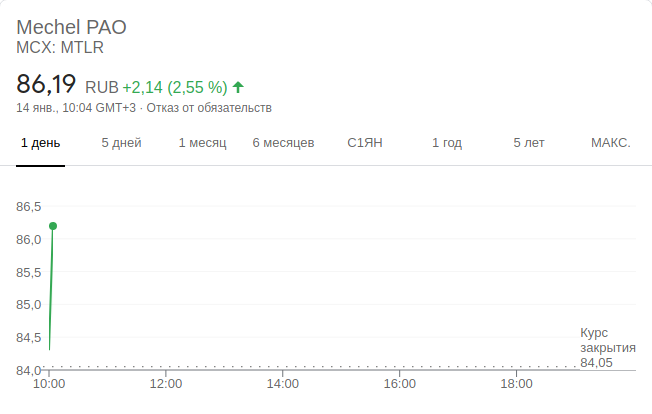 Mechel PAO
MCX: MTLR
86,19 RUB +2,14 (2,55 %)
14 янв., 10:04 GMT+3 · Отказ от обязательств
1 день 5 дней 1 месяц 6 месяцев С1ЯН 1 год 5 лет МАКС.
86,5
86,0
85,5
85,0
84,5
84,0
Курс
закрытия
84,05
10:00 12:00 14:00 16:00 18:00